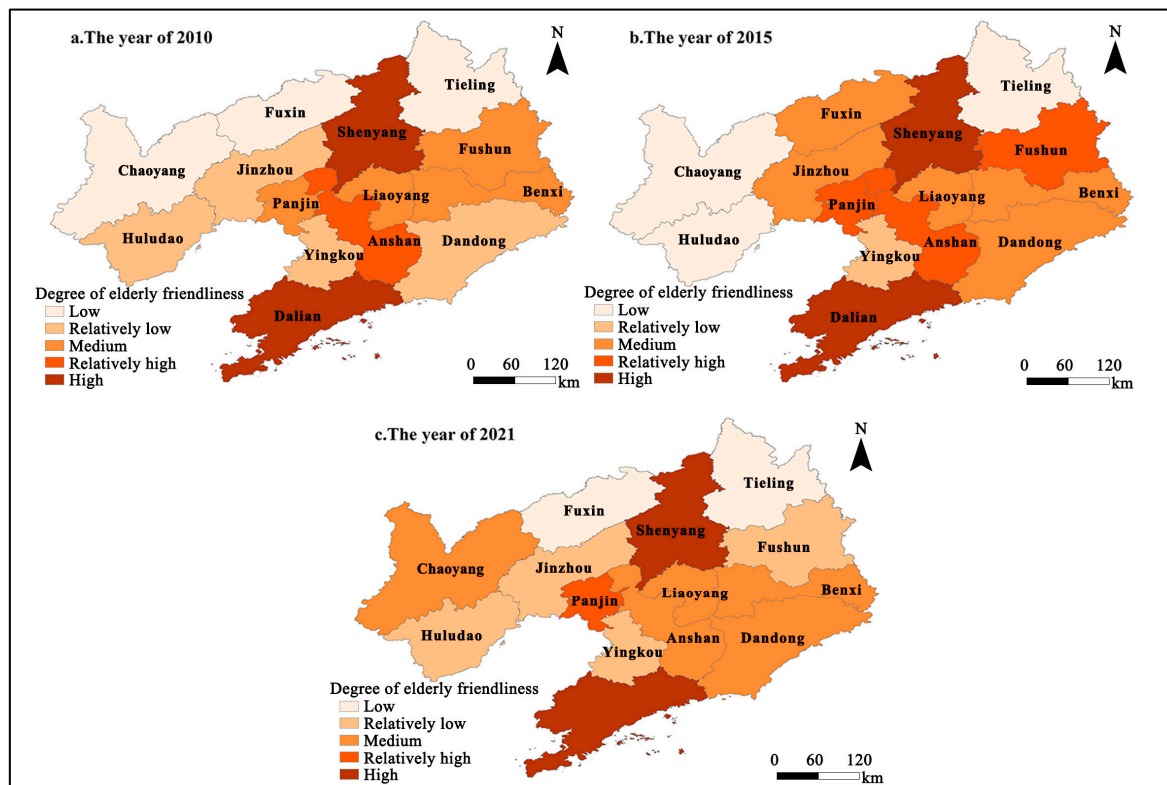 a.The year of 2010
N
Tieling
Fuxin
Shenyang
Fushun
Chaoyang
Jinzhou
Liaoyang
Benxi
Panjin
Huludao
Anshan
Dandong
Yingkou
Dalian
Degree of elderly friendliness
Low
Relatively low
Medium
Relatively high
High
0 60 120
km
b.The year of 2015
N
Tieling
Fuxin
Shenyang
Fushun
Chaoyang
Jinzhou
Liaoyang
Benxi
Panjin
Huludao
Anshan
Dandong
Yingkou
Dalian
Degree of elderly friendliness
Low
Relatively low
Medium
Relatively high
High
0 60 120
km
c.The year of 2021
N
Tieling
Fuxin
Shenyang
Fushun
Chaoyang
Jinzhou
Liaoyang
Benxi
Panjin
Huludao
Anshan
Dandong
Yingkou
Degree of elderly friendliness
Low
Relatively low
Medium
Relatively high
High
0 60 120
km